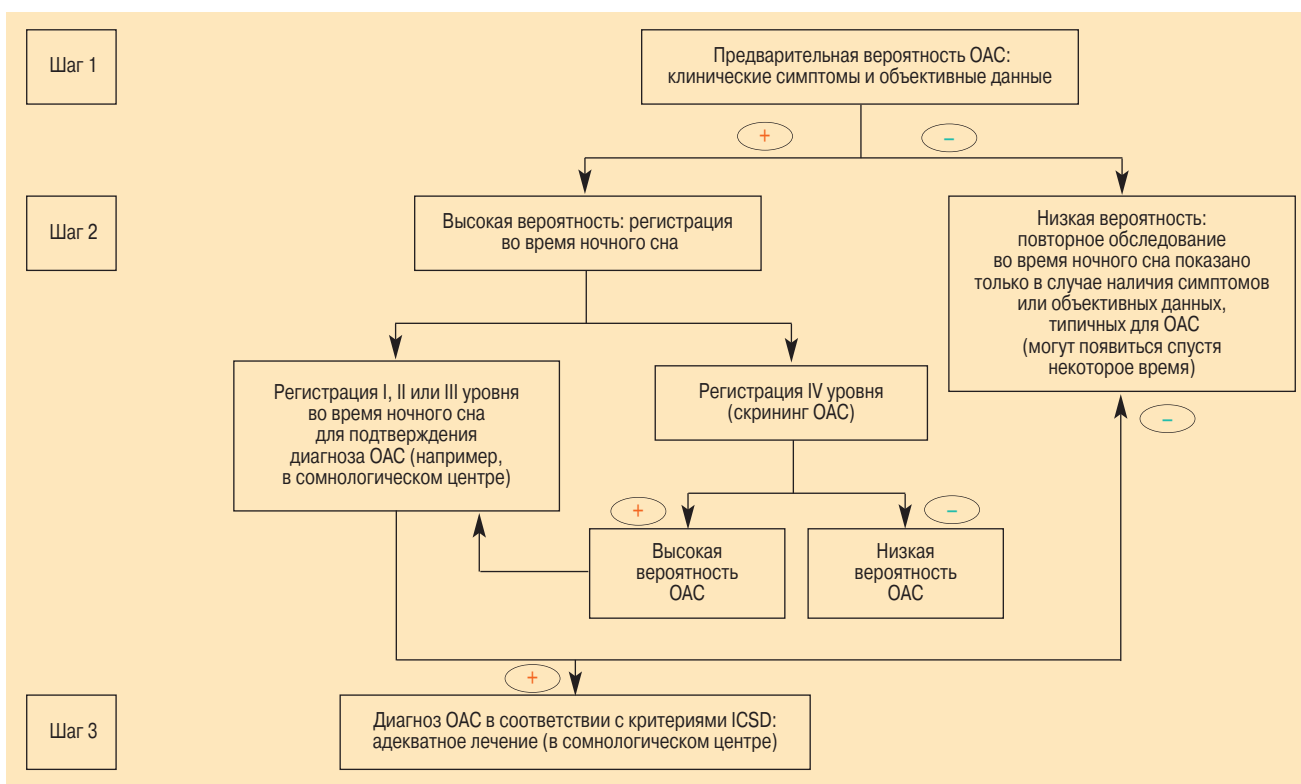 Шаг 1
Предварительная вероятность ОАС:
клинические симптомы и объективные данные
+
–
Шаг 2
Высокая вероятность: регистрация
во время ночного сна
Низкая вероятность:
повторное обследование
во время ночного сна показано
только в случае наличия симптомов
или объективных данных,
типичных для ОАС
(могут появиться спустя
некоторое время)
Регистрация I, II или III уровня
во время ночного сна
для подтверждения
диагноза ОАС (например,
в сомнологическом центре)
Регистрация IV уровня
(скрининг ОАС)
–
+
–
Высокая
вероятность
ОАС
Низкая
вероятность
ОАС
+
Шаг 3
Диагноз ОАС в соответствии с критериями ICSD:
адекватное лечение (в сомнологическом центре)